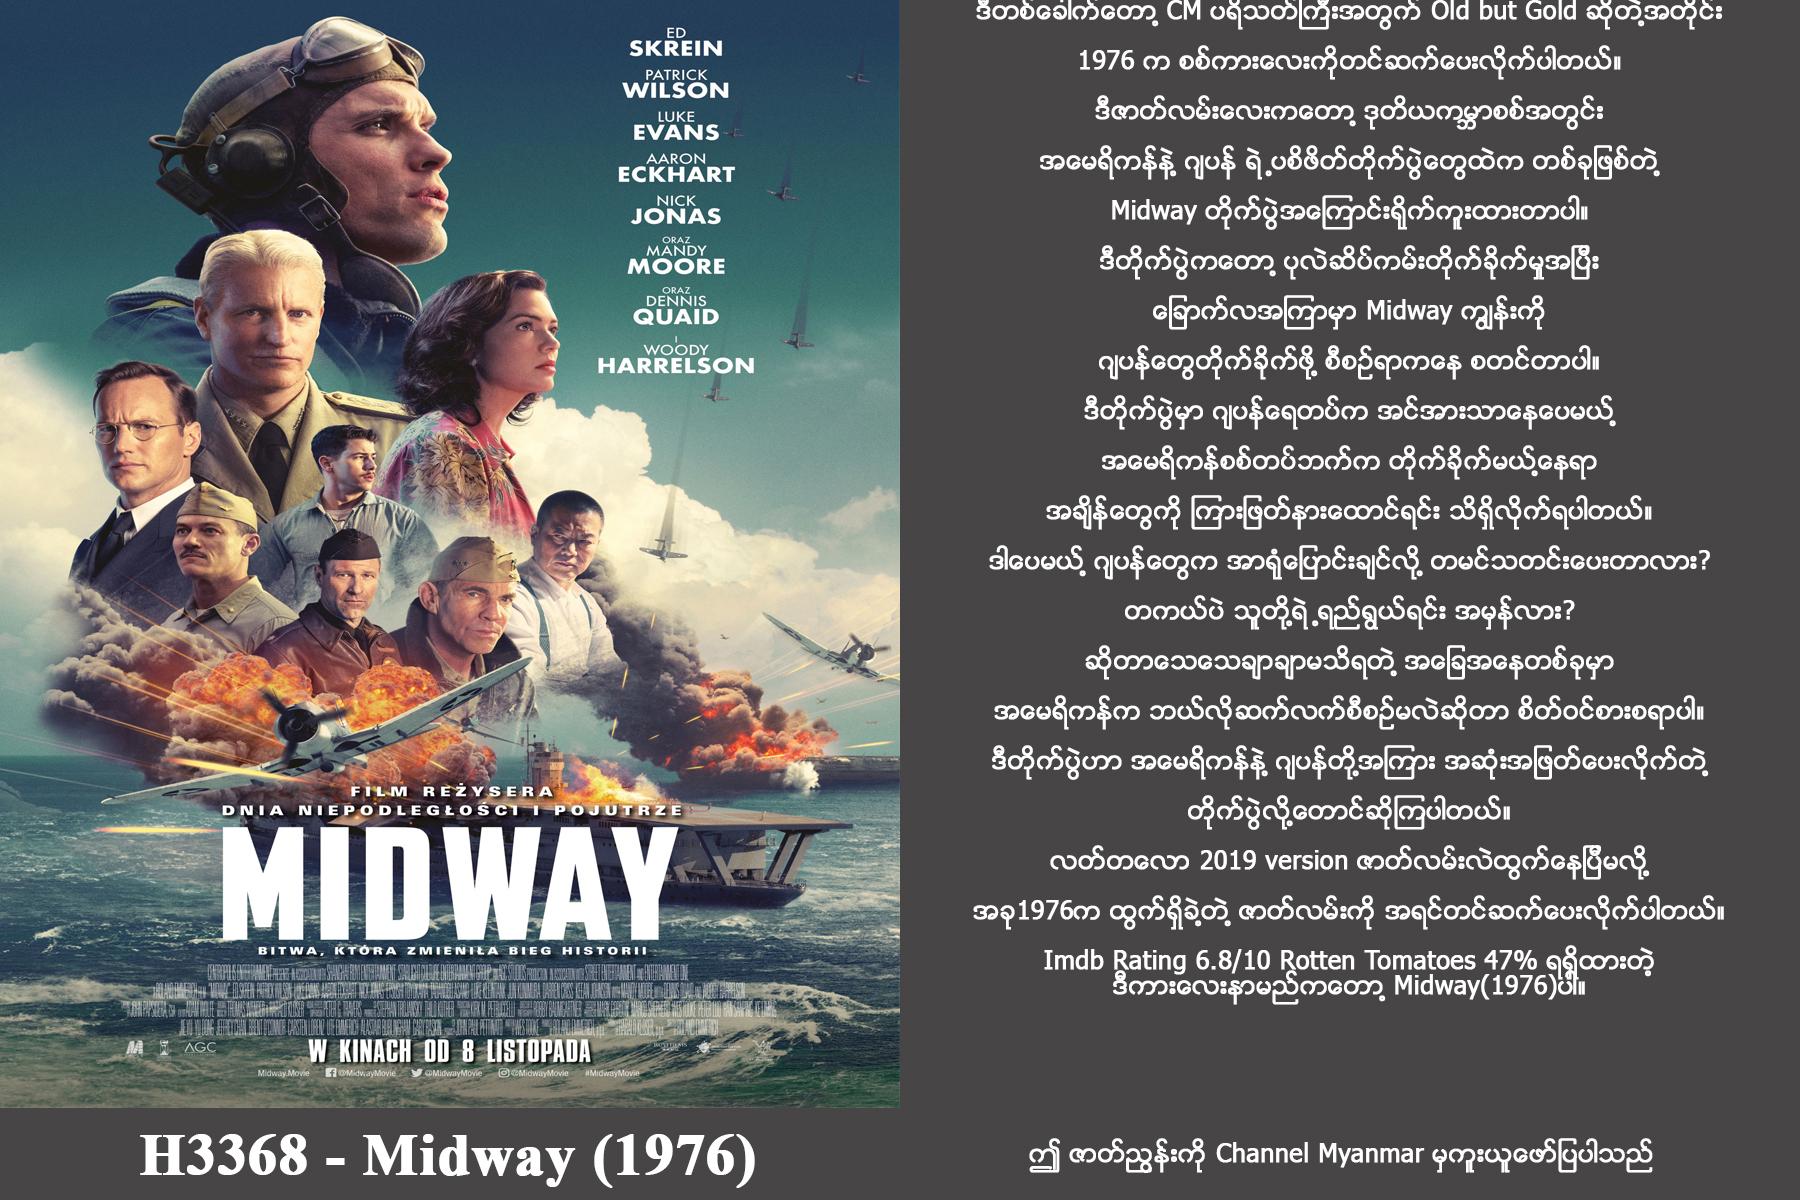 ED
SKREIN
PATRICK
WILSON
LUKE
EVANS
AARON
ECKHART
NICK
JONAS
ORAZ
MANDY
MOORE
ORAZ
DENNIS
QUAID
I
WOODY
HARRELSON
FILM REŻYSERA
DNIA NIEPODLEGŁOŚCI I POJUTRZE
MIDWAY
BITWA, KTÓRA ZMIENIŁA BIEG HISTORII
AGC
W KINACH OD 8 LISTOPADA
Midway.Movie @MidwayMovie @MidwayMovie @MidwayMovie #MidwayMovie
H3368 - Midway (1976)
ဒီတစ်ခေါက်တော့ CM ပရိသတ်ကြီးအတွက် Old but Gold ဆိုတဲ့အတိုင်း
1976 က စစ်ကားလေးကိုတင်ဆက်ပေးလိုက်ပါတယ်။
ဒီဇာတ်လမ်းလေးကတော့ ဒုတိယကမ္ဘာစစ်အတွင်း
အမေရိကန်နဲ့ ဂျပန် ရဲ့ပစိဖိတ်တိုက်ပွဲတွေထဲက တစ်ခုဖြစ်တဲ့
Midway တိုက်ပွဲအကြောင်းရိုက်ကူးထားတာပါ။
ဒီတိုက်ပွဲကတော့ ပုလဲဆိပ်ကမ်းတိုက်ခိုက်မှုအပြီး
ခြောက်လအကြာမှာ Midway ကျွန်းကို
ဂျပန်တွေတိုက်ခိုက်ဖို့ စီစဉ်ရာကနေ စတင်တာပါ။
ဒီတိုက်ပွဲမှာ ဂျပန်ရေတပ်က အင်အားသာနေပေမယ့်
အမေရိကန်စစ်တပ်ဘက်က တိုက်ခိုက်မယ့်နေရာ
အချိန်တွေကို ကြားဖြတ်နားထောင်ရင်း သိရှိလိုက်ရပါတယ်။
ဒါပေမယ့် ဂျပန်တွေက အာရုံပြောင်းချင်လို့ တမင်သတင်းပေးတာလား?
တကယ်ပဲ သူတို့ရဲ့ရည်ရွယ်ရင်း အမှန်လား?
ဆိုတာသေသေချာချာမသိရတဲ့ အခြေအနေတစ်ခုမှာ
အမေရိကန်က ဘယ်လိုဆက်လက်စီစဉ်မလဲဆိုတာ စိတ်ဝင်စားစရာပါ။
ဒီတိုက်ပွဲဟာ အမေရိကန်နဲ့ ဂျပန်တို့အကြား အဆုံးအဖြတ်ပေးလိုက်တဲ့
တိုက်ပွဲလို့တောင်ဆိုကြပါတယ်။
လတ်တလော 2019 version ဇာတ်လမ်းလဲထွက်နေပြီမလို့
အခု1976က ထွက်ရှိခဲ့တဲ့ ဇာတ်လမ်းကို အရင်တင်ဆက်ပေးလိုက်ပါတယ်။
Imdb Rating 6.8/10 Rotten Tomatoes 47% ရရှိထားတဲ့
ဒီကားလေးနာမည်ကတော့ Midway(1976)ပါ။
ဤ ဇာတ်ညွှန်းကို Channel Myanmar မှကူးယူဖော်ပြပါသည်